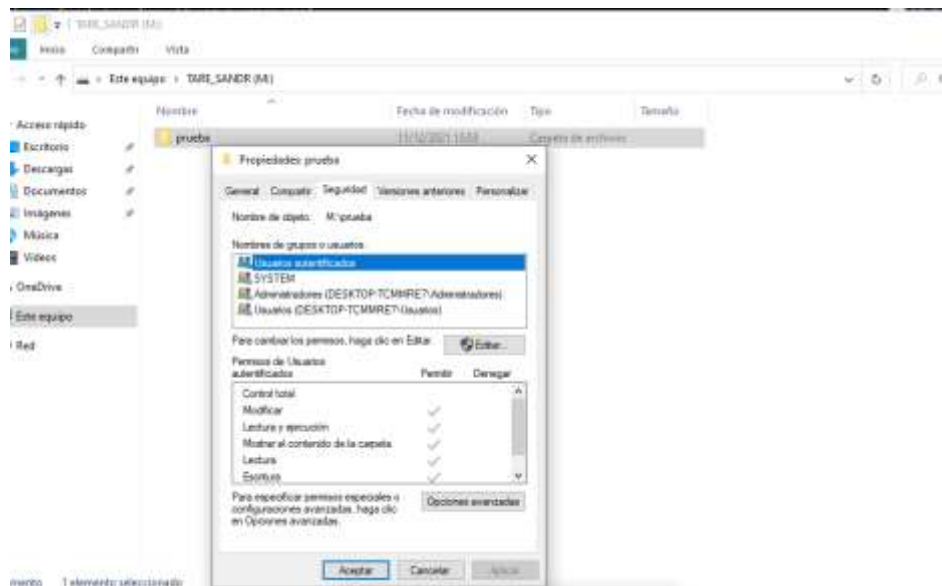 TARE_SANDR (M:)
Inicio Compartir Vista
Este equipo > TARE_SANDR (M:)
Nombre Fecha de modificación Tipo Tamaño
Acceso rápido
Escritorio
Descargas
Documentos
Imágenes
Música
Vídeos
OneDrive
Este equipo
Red
prueba 11/12/2021 Carpeta de archivos
Propiedades: prueba
General Compartir Seguridad Versiones anteriores Personalizar
Nombre de objeto: M:\prueba
Nombres de grupos o usuarios:
Usuarios autentificados
SYSTEM
Administradores (DESKTOP-TCMMRE7\Administradores)
Usuarios (DESKTOP-TCMMRE7\Usuarios)
Para cambiar los permisos, haga clic en Editar. Editar...
Permisos de Usuarios
autentificados Permitir Denegar
Control total
Modificar
Lectura y ejecución
Mostrar el contenido de la carpeta
Lectura
Escritura
Para especificar permisos especiales o
configuraciones avanzadas, haga clic
en Opciones avanzadas.
Opciones avanzadas
Aceptar Cancelar Aplicar
1 elemento seleccionado